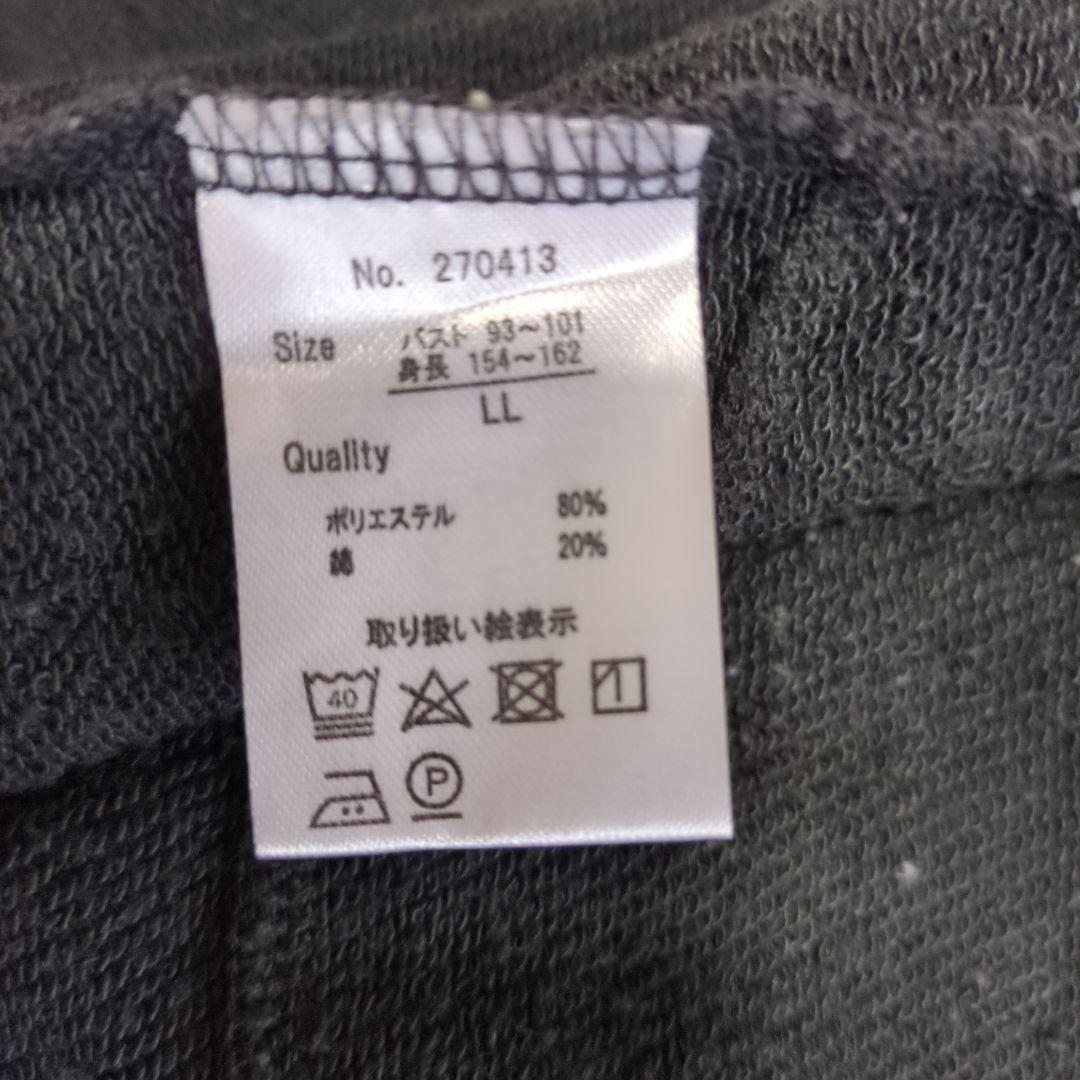 No. 270413
Size バスト 93～101
身長 154～162
LL
Quality
ポリエステル 80%
綿 20%
取り扱い絵表示
40
P